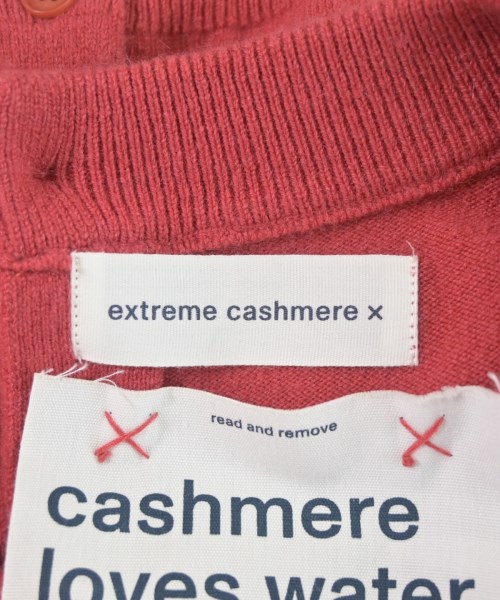 extreme cashmere x
read and remove
cashmere
loves water